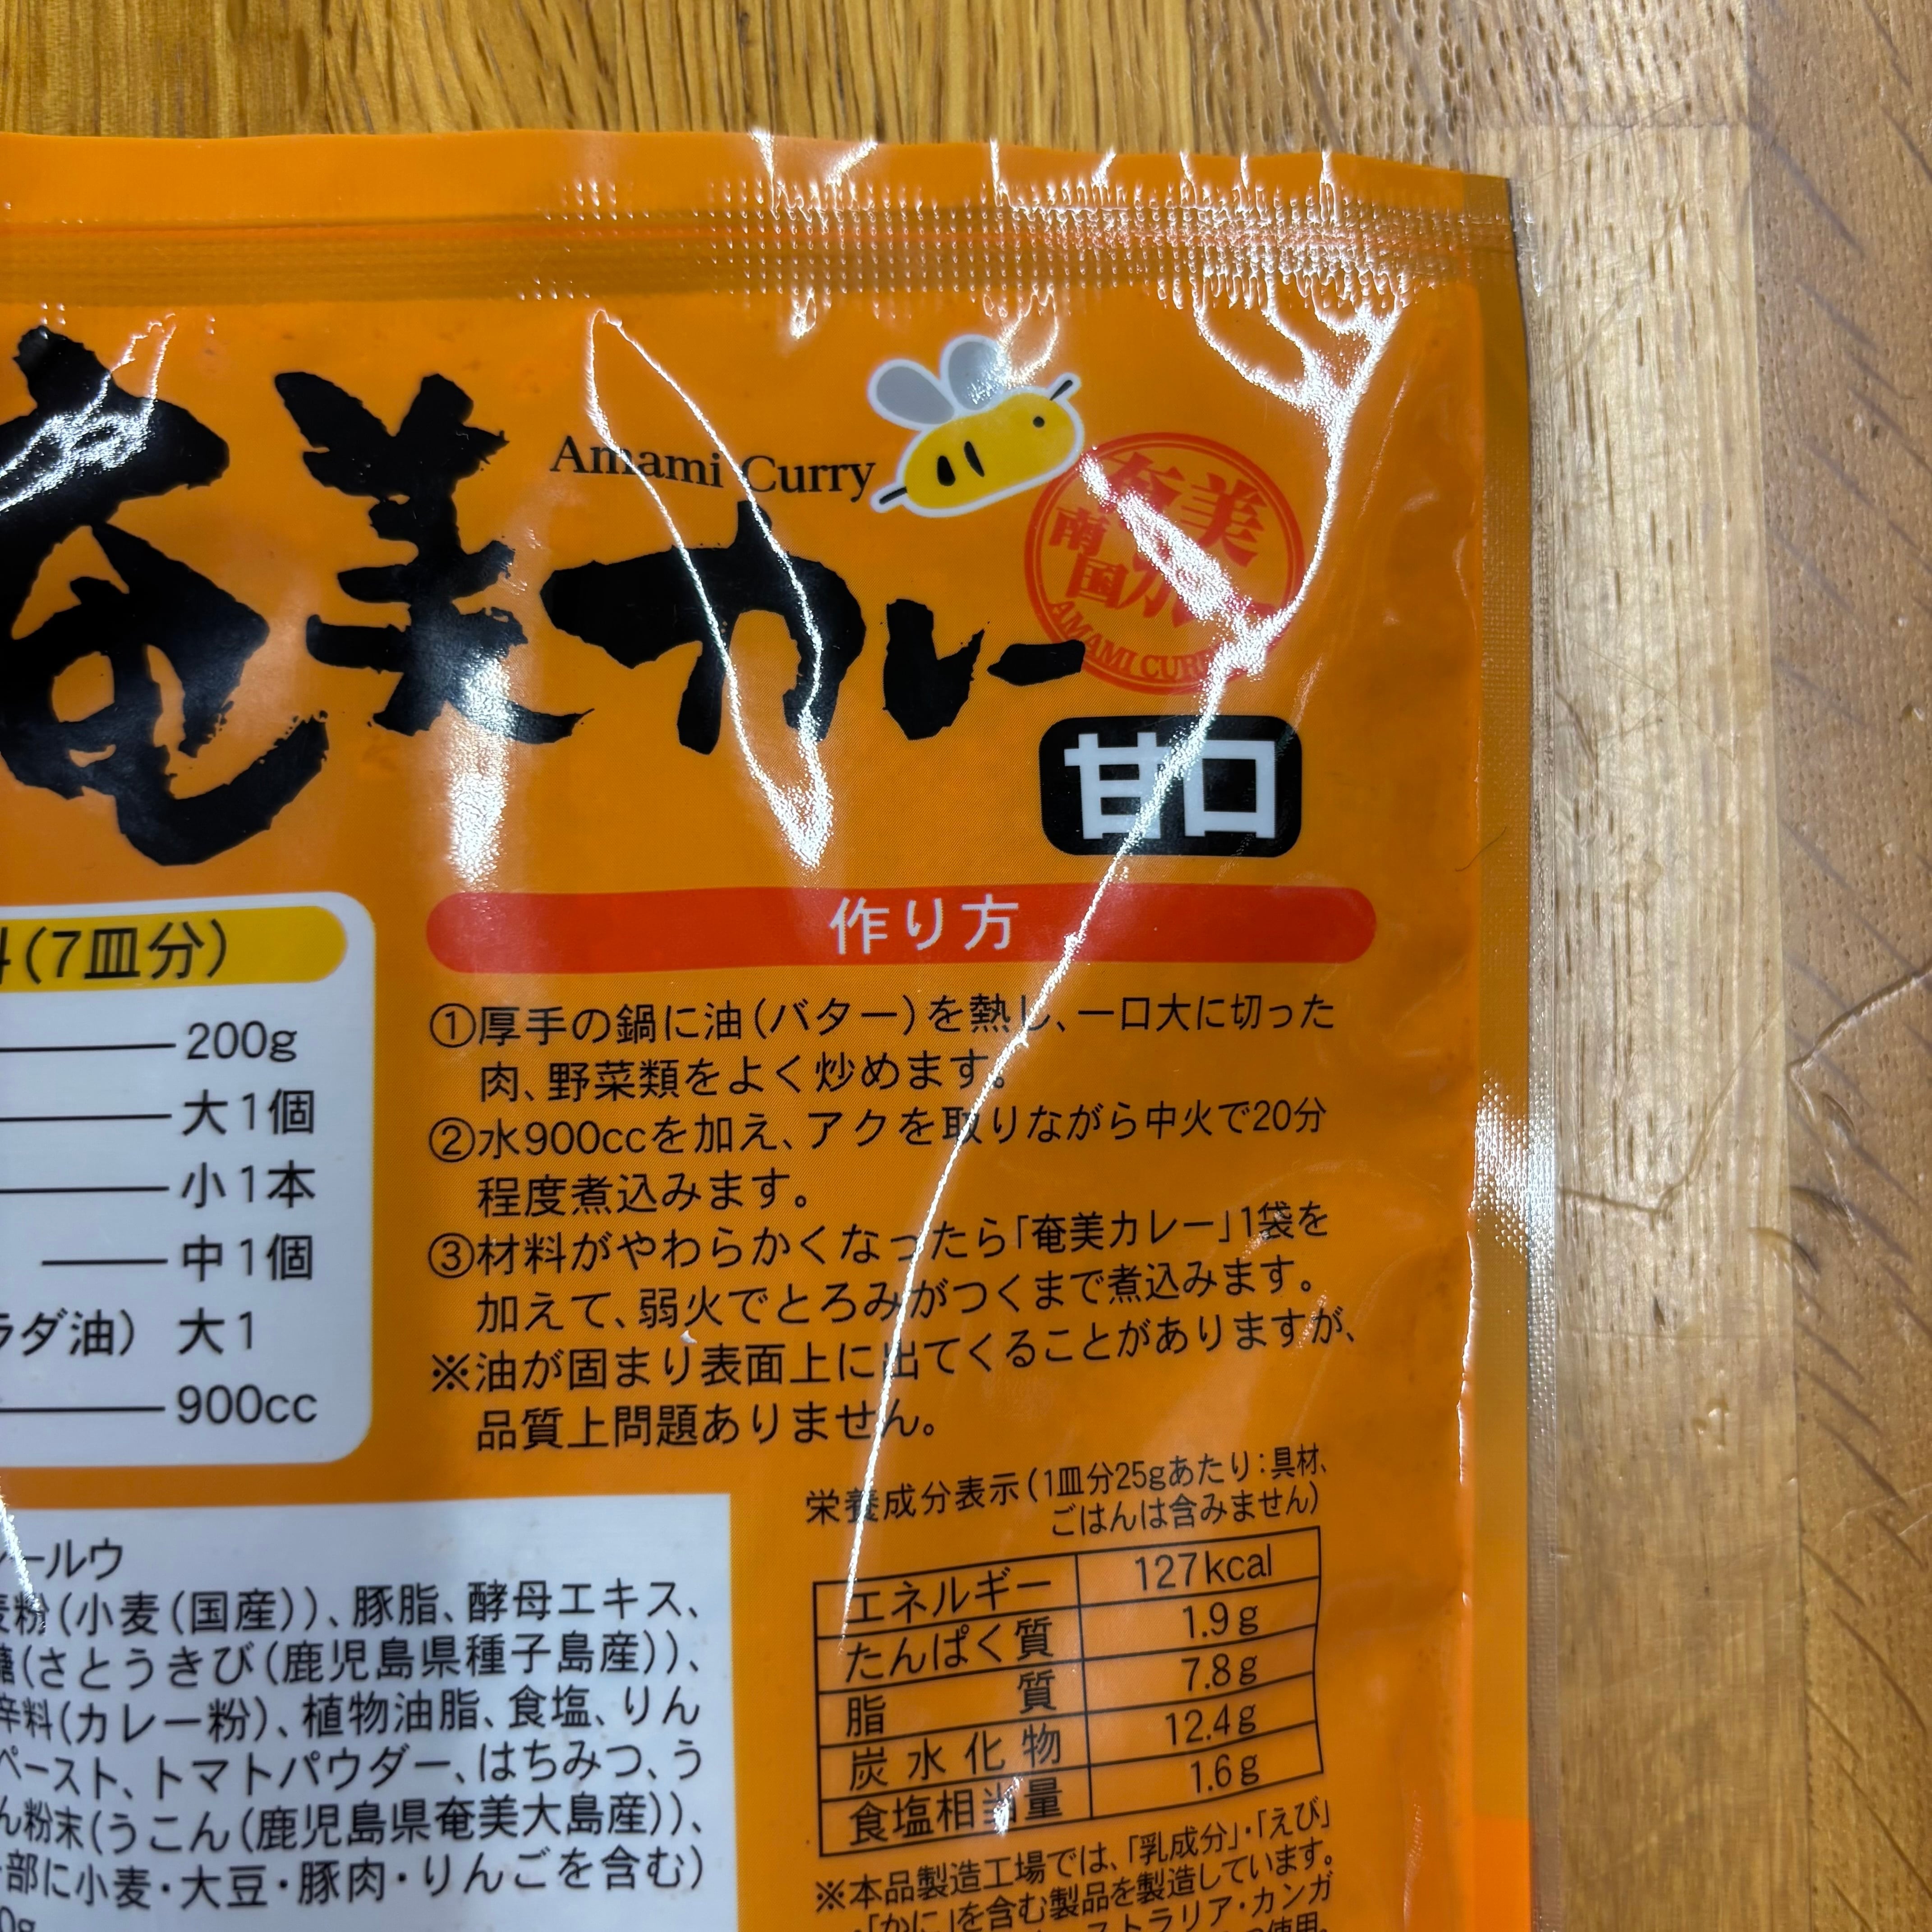 Amami Curry
奄美カレー
奄美
南国カレー
AMAMI CURRY
甘口
(7皿分)
200g
大1個
小1本
中1個
ラダ油) 大1
900cc
作り方
①厚手の鍋に油(バター)を熱し、一口大に切った
肉、野菜類をよく炒めます。
②水900ccを加え、アクを取りながら中火で20分
程度煮込みます。
③材料がやわらかくなったら「奄美カレー」1袋を
加えて、弱火でとろみがつくまで煮込みます。
※油が固まり表面上に出てくることがありますが、
品質上問題ありません。
栄養成分表示(1皿分25gあたり:具材、
ごはんは含みません)
エネルギー 127kcal
たんぱく質 1.9g
脂質 7.8g
炭水化物 12.4g
食塩相当量 1.6g
※本品製造工場では、「乳成分」・「えび」
・「かに」を含む製品を製造しています。
ストラリア・カンガ
使用。
ールウ
粉(小麦(国産))、豚脂、酵母エキス、
糖(さとうきび(鹿児島県種子島産))、
辛料(カレー粉)、植物油脂、食塩、りん
ペースト、トマトパウダー、はちみつ、う
ん粉末(うこん(鹿児島県奄美大島産))、
部に小麦・大豆・豚肉・りんごを含む)